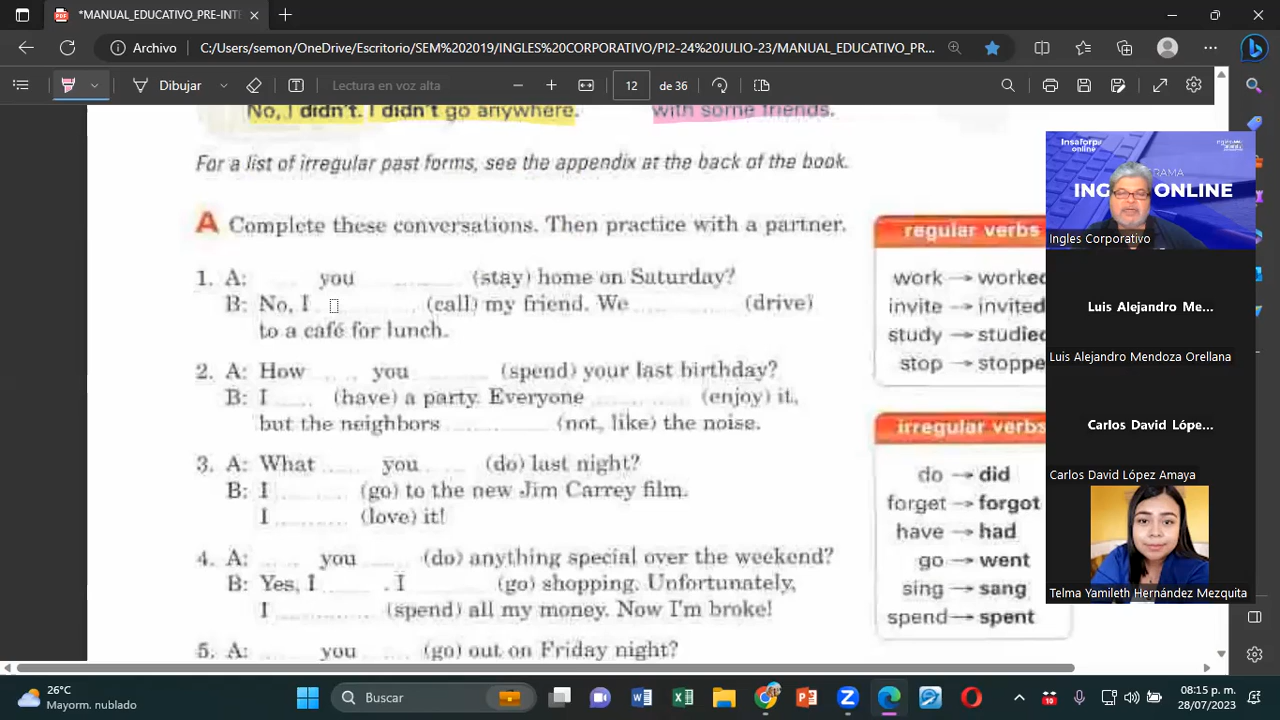 *MANUAL_EDUCATIVO_PRE-INTE
Archivo
C:/Users/semon/OneDrive/Escritorio/SEM%202019/INGLES%20CORPORATIVO/PI2-24%20JULIO-23/MANUAL_EDUCATIVO_PR...
Dibujar
Lectura en voz alta
12
de 36
No, I didn't. I didn't go anywhere.
with some friends.
For a list of irregular past forms, see the appendix at the back of the book.
A Complete these conversations. Then practice with a partner.
1. A: ........ you ........ (stay) home on Saturday?
B: No, I ........ (call) my friend. We ........ (drive)
to a café for lunch.
2. A: How ........ you ........ (spend) your last birthday?
B: I ........ (have) a party. Everyone ........ (enjoy) it,
but the neighbors ........ (not, like) the noise.
3. A: What ........ you ........ (do) last night?
B: I ........ (go) to the new Jim Carrey film.
I ........ (love) it!
4. A: ........ you ........ (do) anything special over the weekend?
B: Yes, I ........ . I ........ (go) shopping. Unfortunately,
I ........ (spend) all my money. Now I'm broke!
5. A: ........ you ........ (go) out on Friday night?
regular verbs
work → worked
invite → invited
study → studied
stop → stoppe
irregular verbs
do → did
forget → forgot
have → had
go → went
sing → sang
spend → spent
Insaforp
online
GRAMA
ING ONLINE
Ingles Corporativo
Luis Alejandro Me...
Luis Alejandro Mendoza Orellana
Carlos David Lópe...
Carlos David López Amaya
Telma Yamileth Hernández Mezquita
26°C
Mayorm. nublado
Buscar
10
08:15 p. m.
28/07/2023